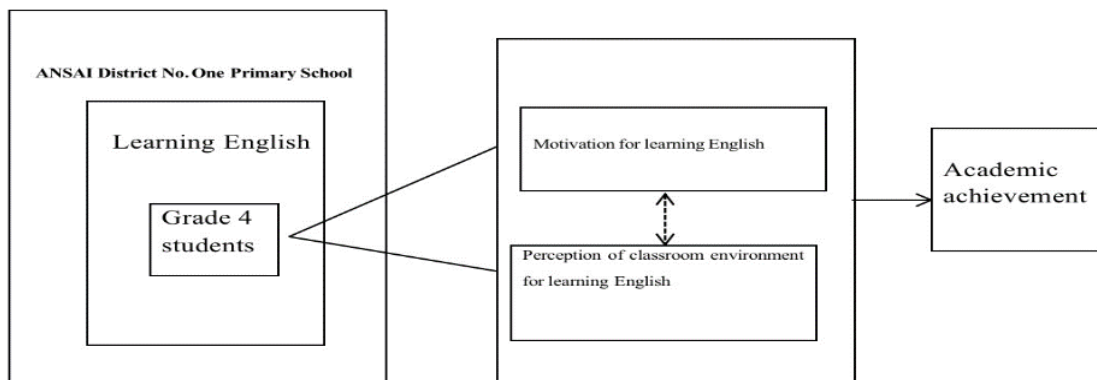 ANSAI District No. One Primary School
Learning English
Grade 4
students
Motivation for learning English
Perception of classroom environment
for learning English
Academic
achievement